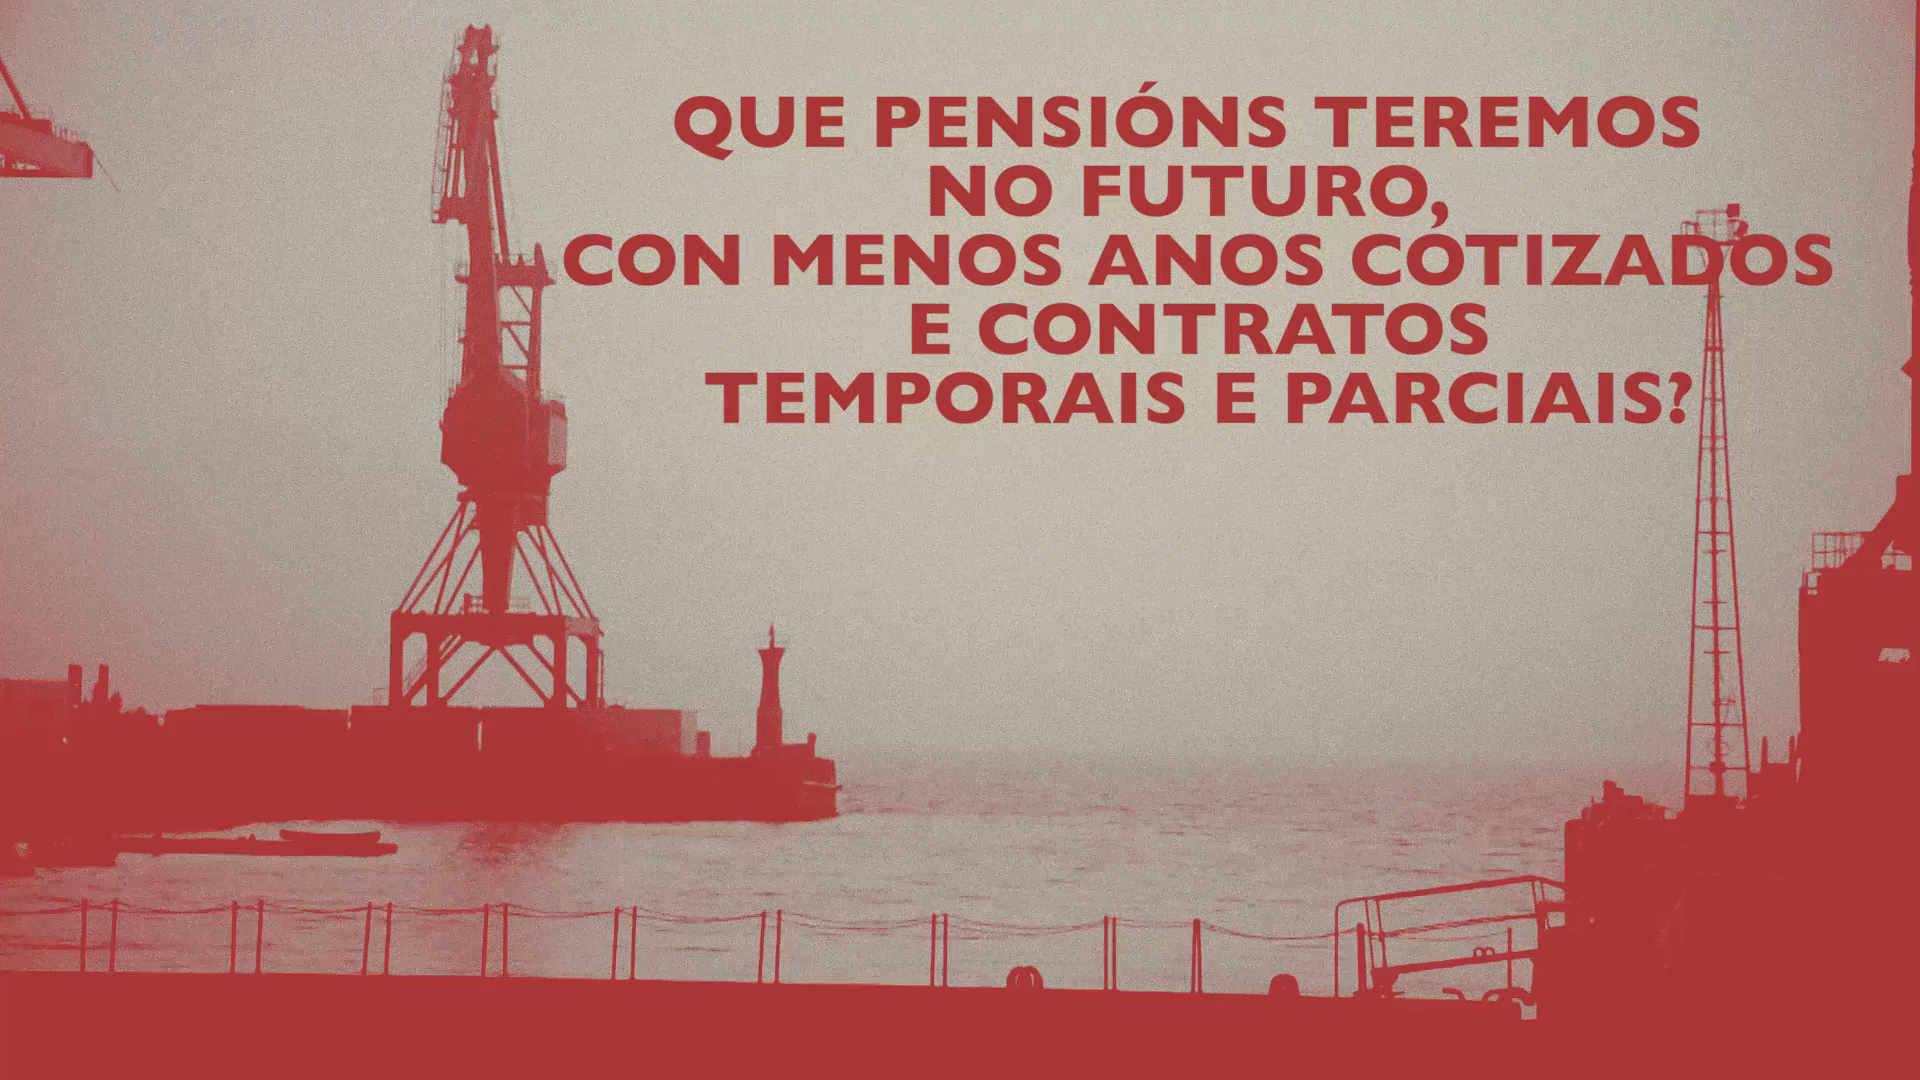 QUE PENSIÓNS TEREMOS
NO FUTURO,
CON MENOS ANOS COTIZADOS
E CONTRATOS
TEMPORAIS E PARCIAIS?